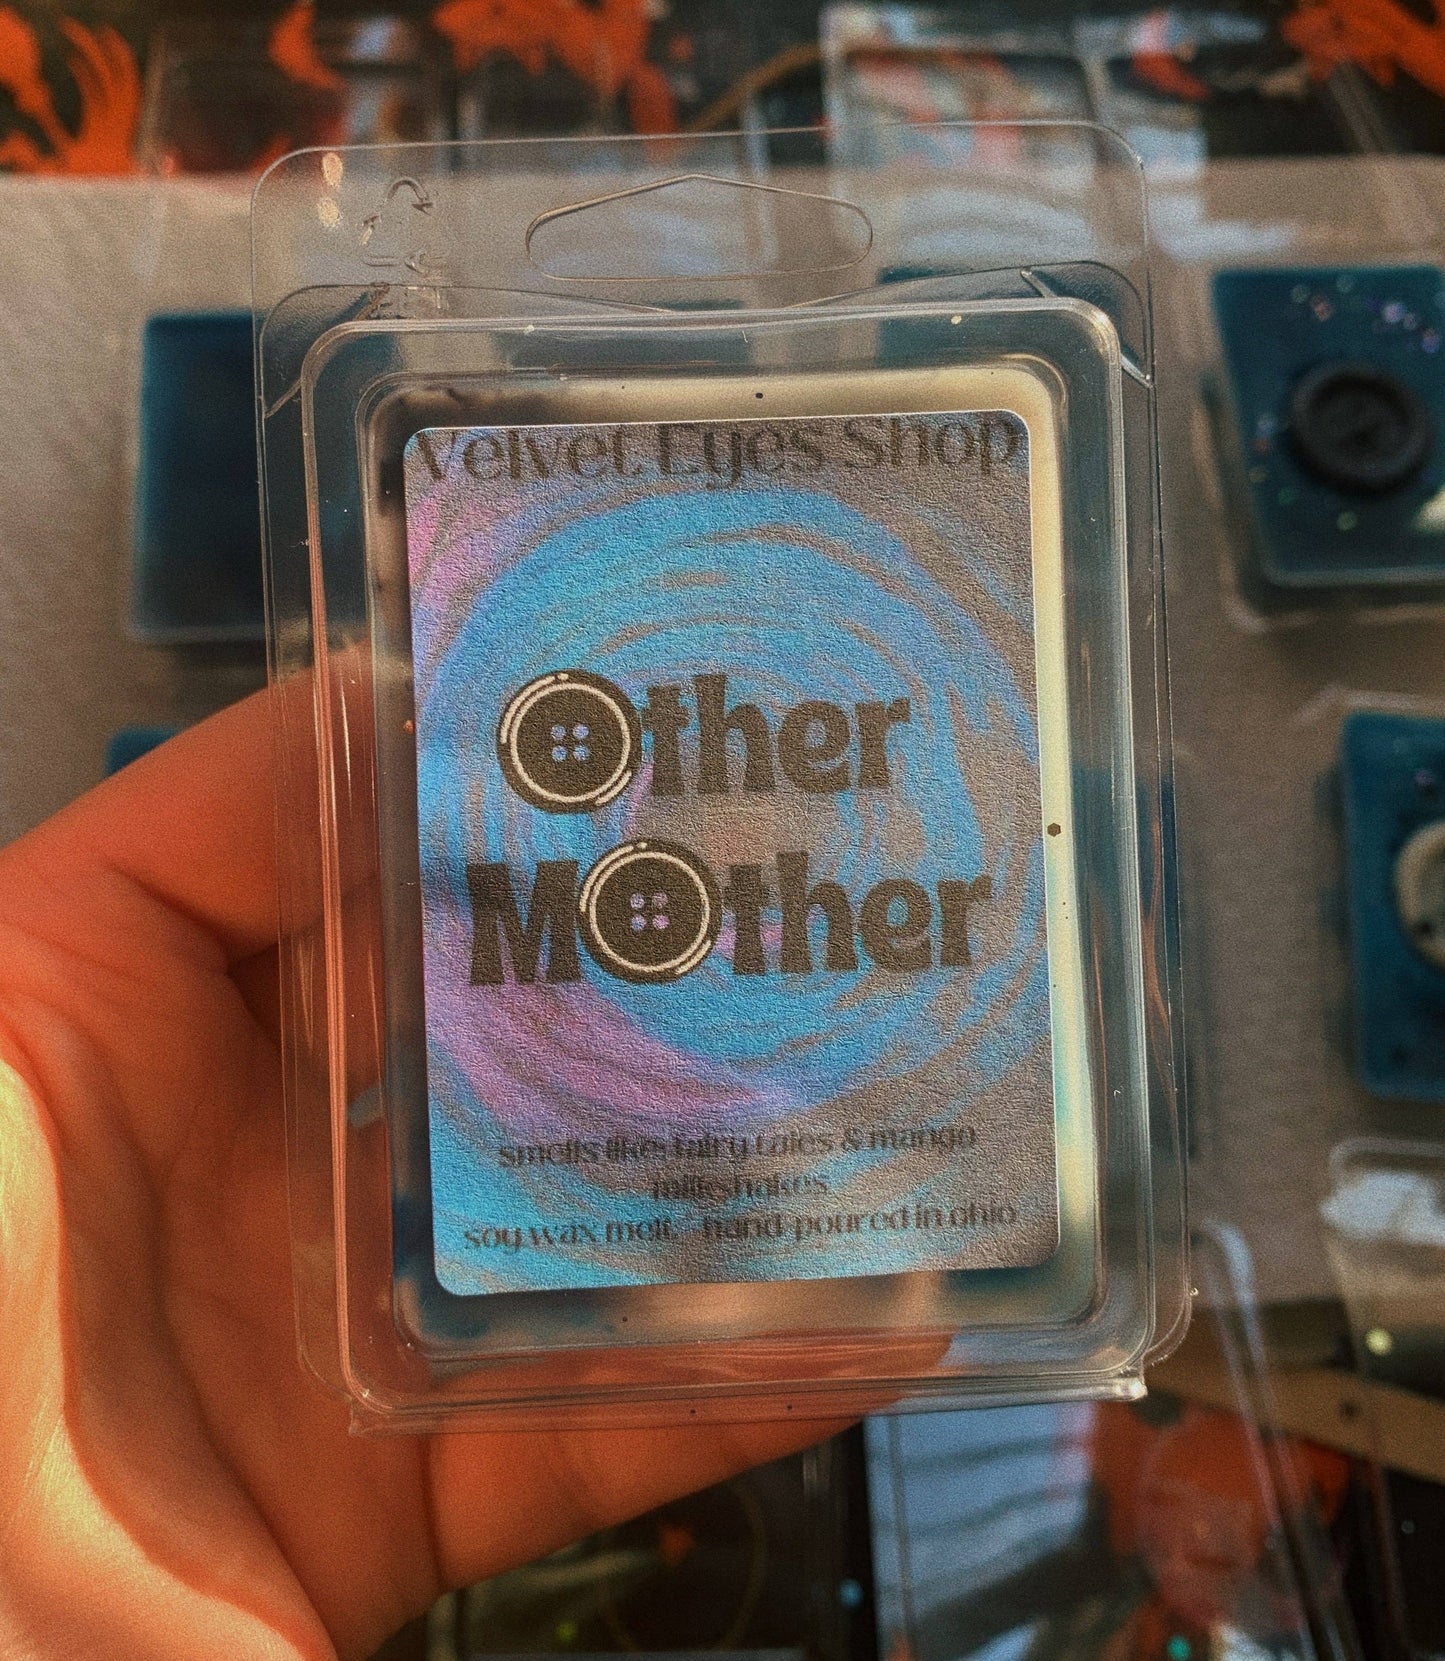 Velvet Eyes Shop
Other
Mother
smells like: fairy tales & mango
milkshakes
soy wax melt - hand-poured in ohio